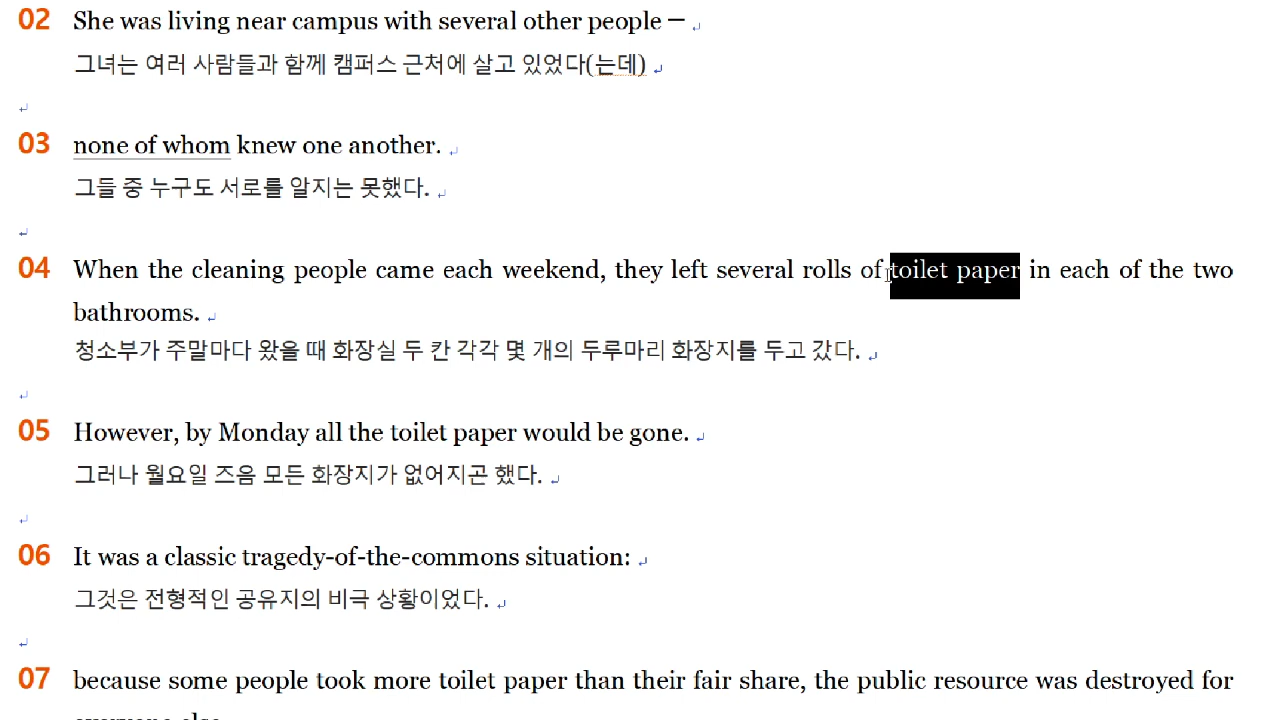 02 She was living near campus with several other people —
그녀는 여러 사람들과 함께 캠퍼스 근처에 살고 있었다(는데)
03 none of whom knew one another.
그들 중 누구도 서로를 알지는 못했다.
04 When the cleaning people came each weekend, they left several rolls of toilet paper in each of the two
bathrooms.
청소부가 주말마다 왔을 때 화장실 두 칸 각각 몇 개의 두루마리 화장지를 두고 갔다.
05 However, by Monday all the toilet paper would be gone.
그러나 월요일 즈음 모든 화장지가 없어지곤 했다.
06 It was a classic tragedy-of-the-commons situation:
그것은 전형적인 공유지의 비극 상황이었다.
07 because some people took more toilet paper than their fair share, the public resource was destroyed for
everyone else